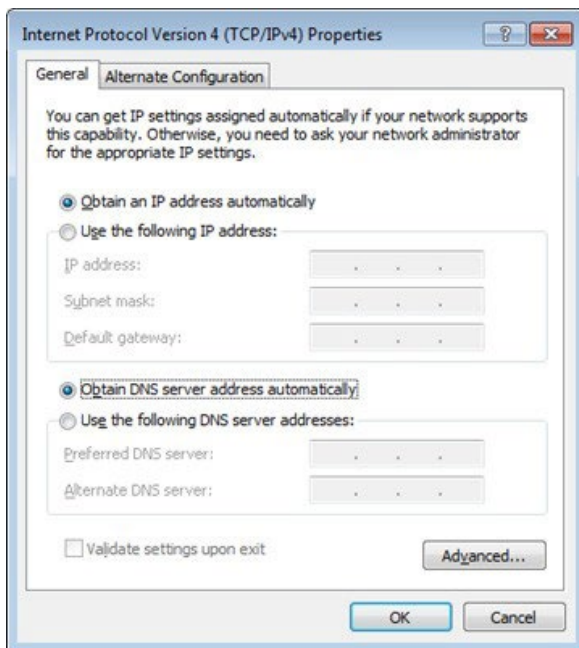 Internet Protocol Version 4 (TCP/IPv4) Properties
General
Alternate Configuration
You can get IP settings assigned automatically if your network supports
this capability. Otherwise, you need to ask your network administrator
for the appropriate IP settings.
Obtain an IP address automatically
Use the following IP address:
IP address:
Subnet mask:
Default gateway:
Obtain DNS server address automatically
Use the following DNS server addresses:
Preferred DNS server:
Alternate DNS server:
Validate settings upon exit
Advanced...
OK
Cancel